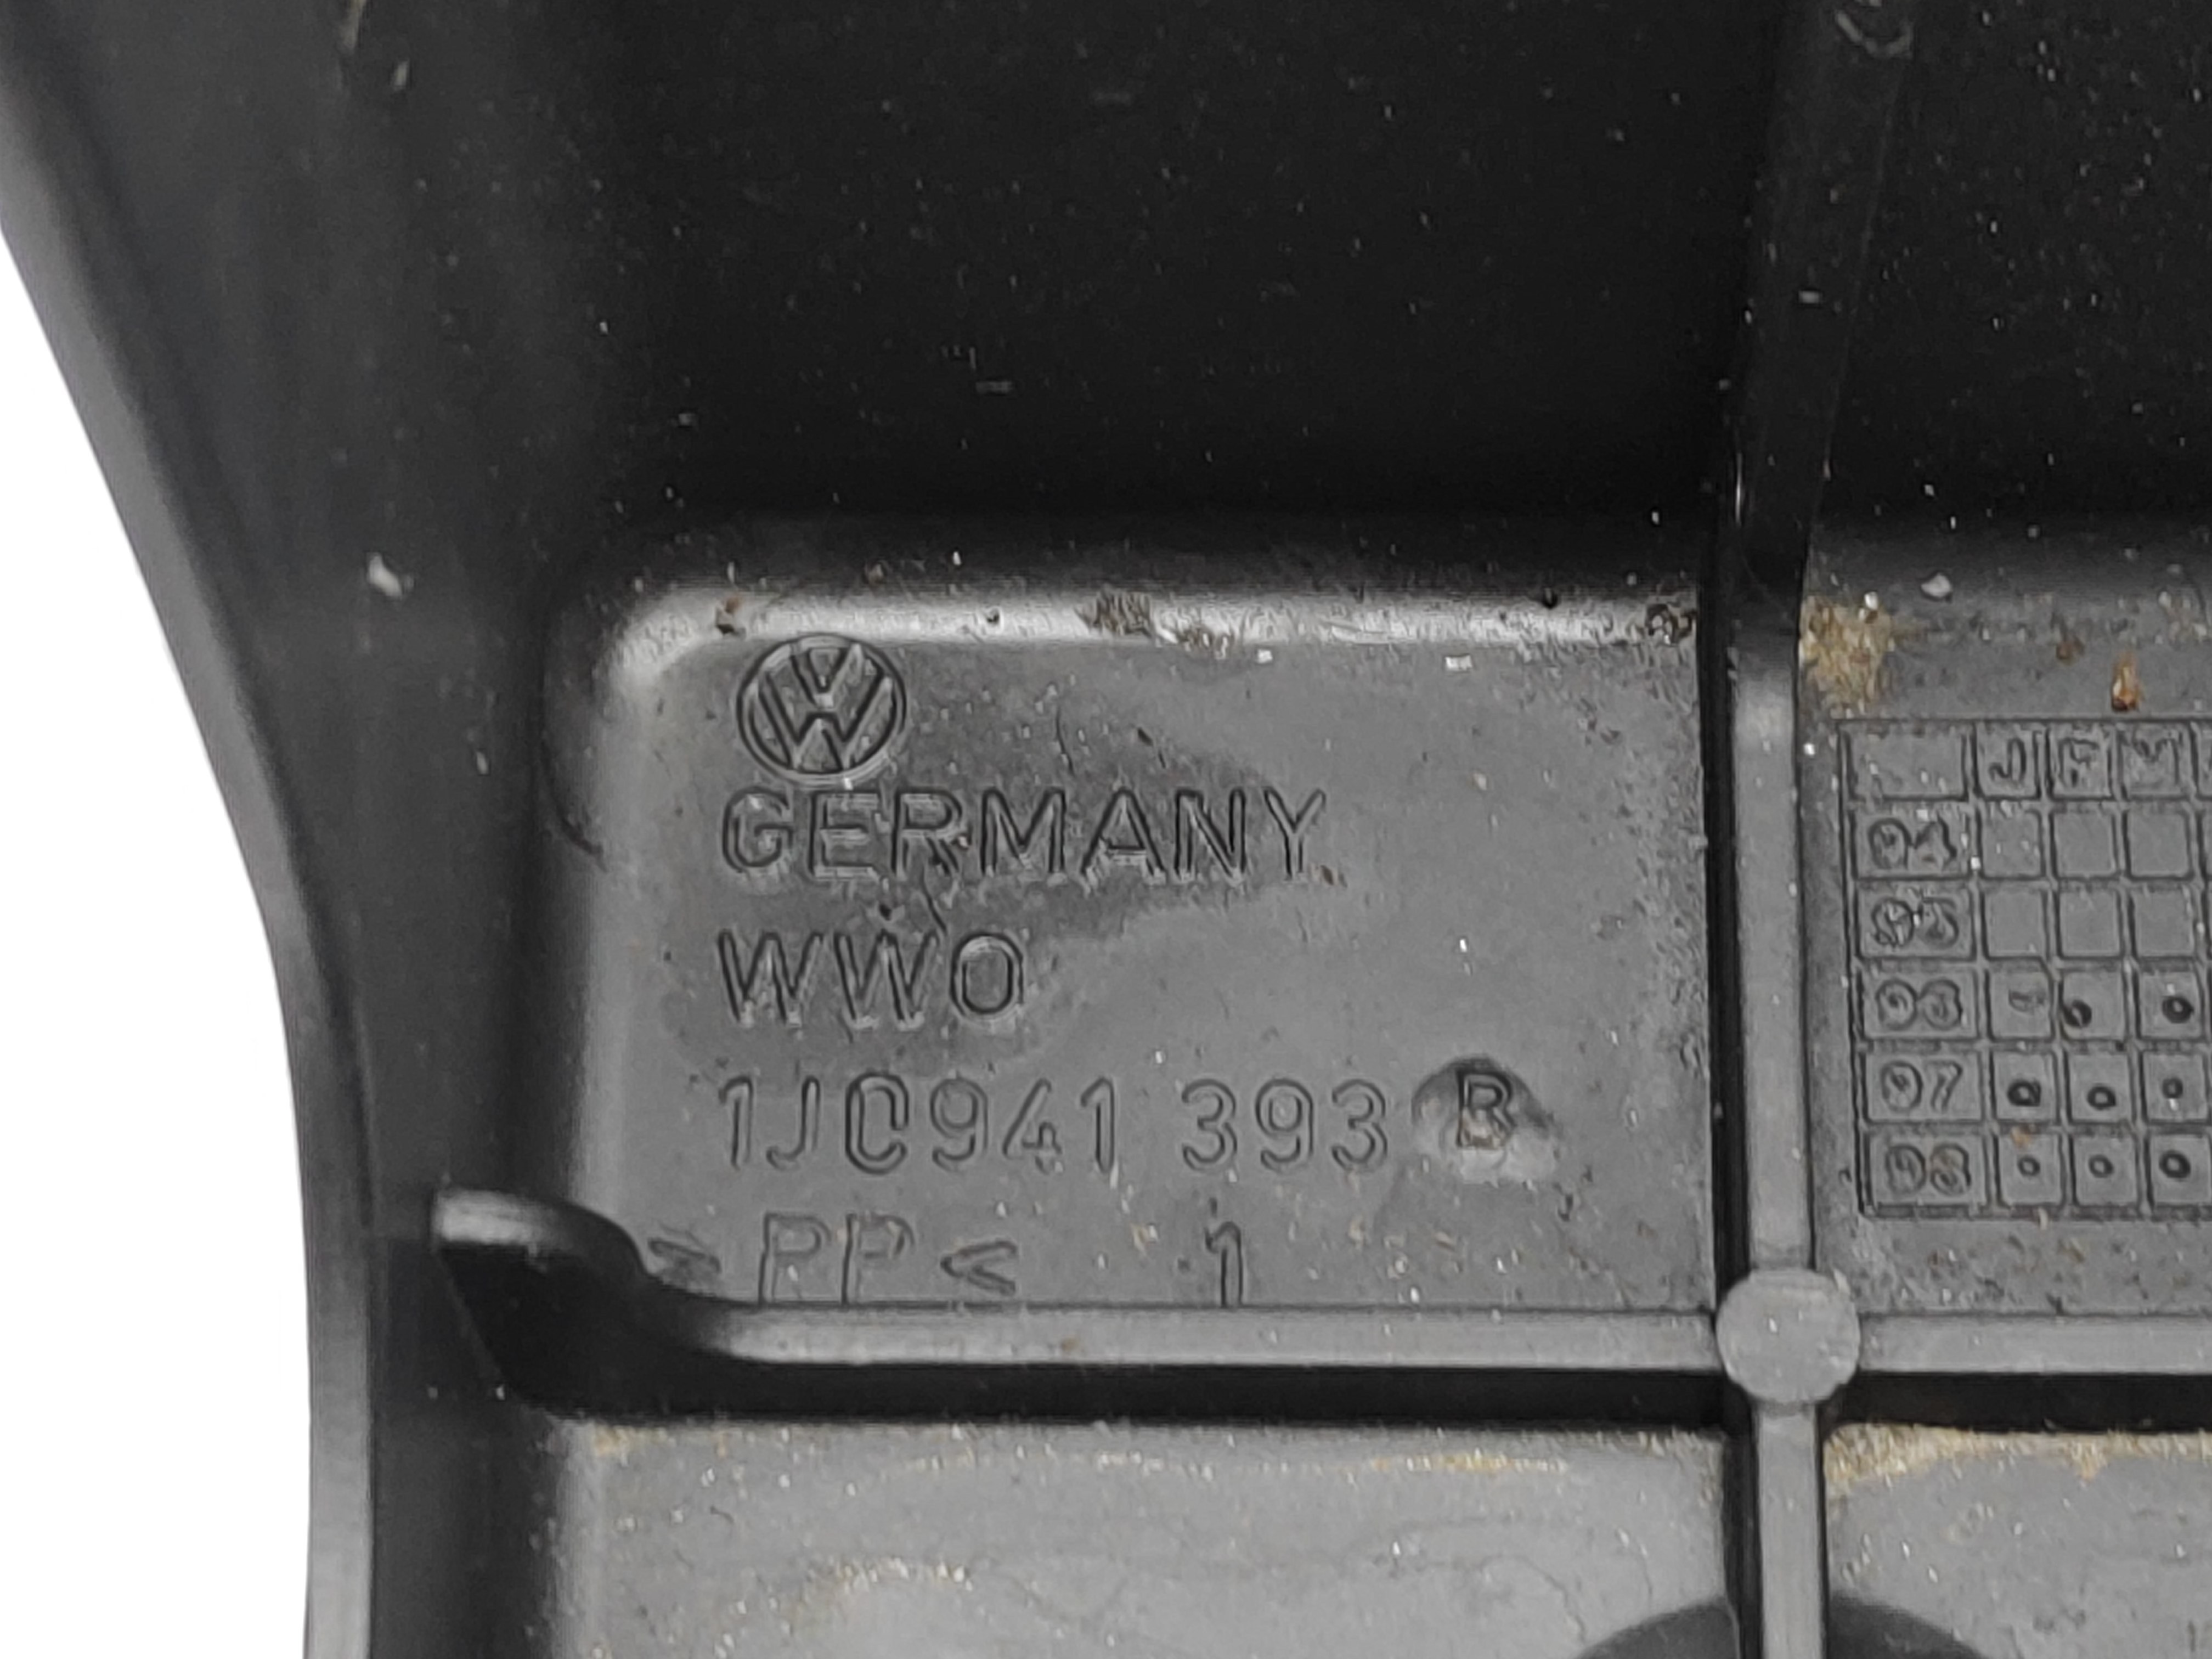 GERMANY
WWO
1J0941 393 B
>PP< 1
J F M
94
95
96
97
98